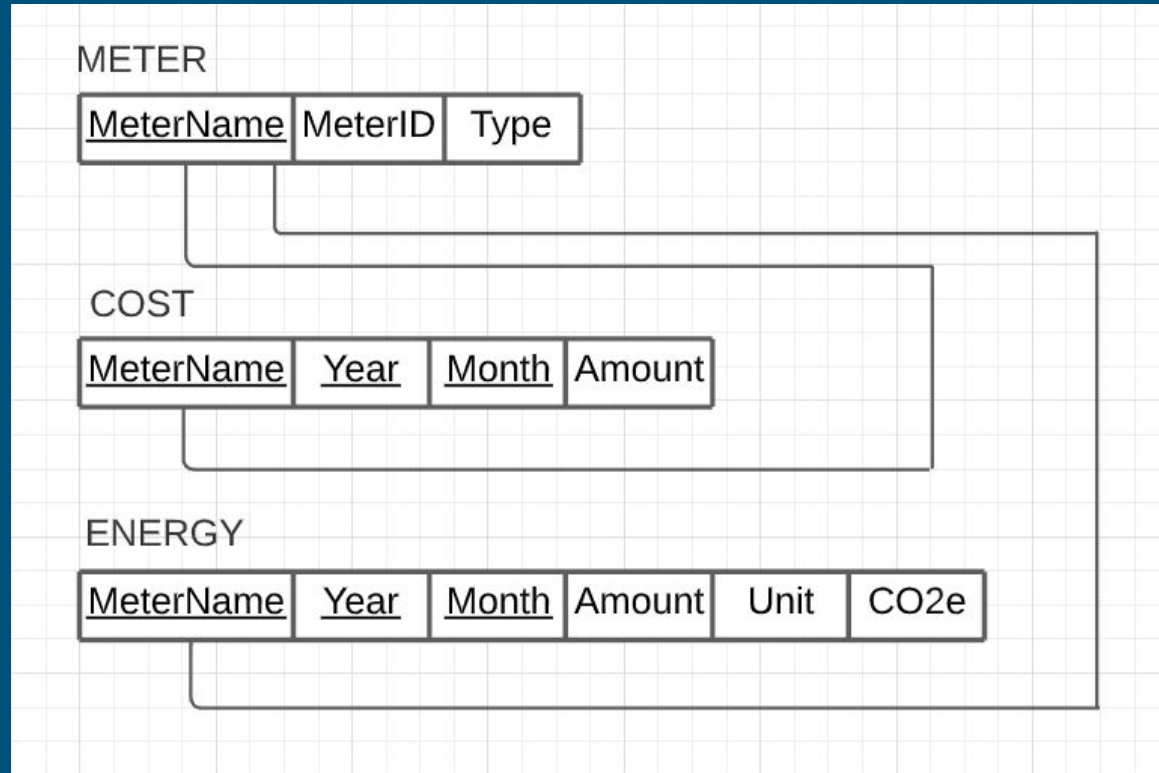 METER
MeterName MeterID Type
COST
MeterName Year Month Amount
ENERGY
MeterName Year Month Amount Unit CO2e